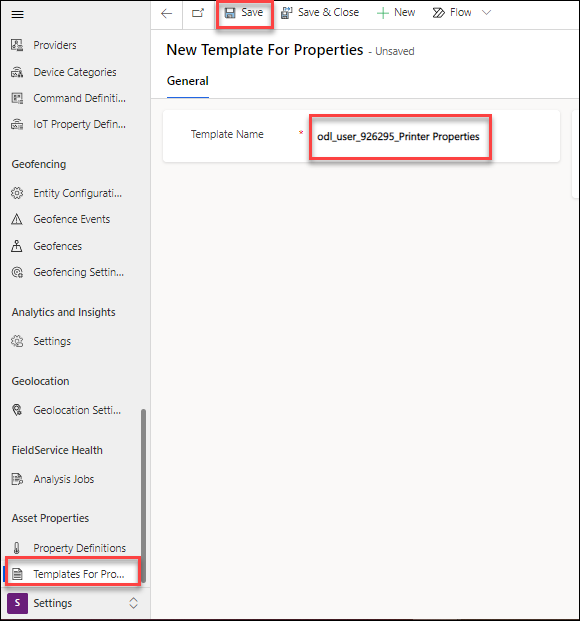 Save
Save & Close
New
Flow
New Template For Properties - Unsaved
General
Template Name * odl_user_926295_Printer Properties
Providers
Device Categories
Command Definiti...
IoT Property Defin...
Geofencing
Entity Configurati...
Geofence Events
Geofences
Geofencing Settin...
Analytics and Insights
Settings
Geolocation
Geolocation Setti...
FieldService Health
Analysis Jobs
Asset Properties
Property Definitions
Templates For Pro...
S Settings